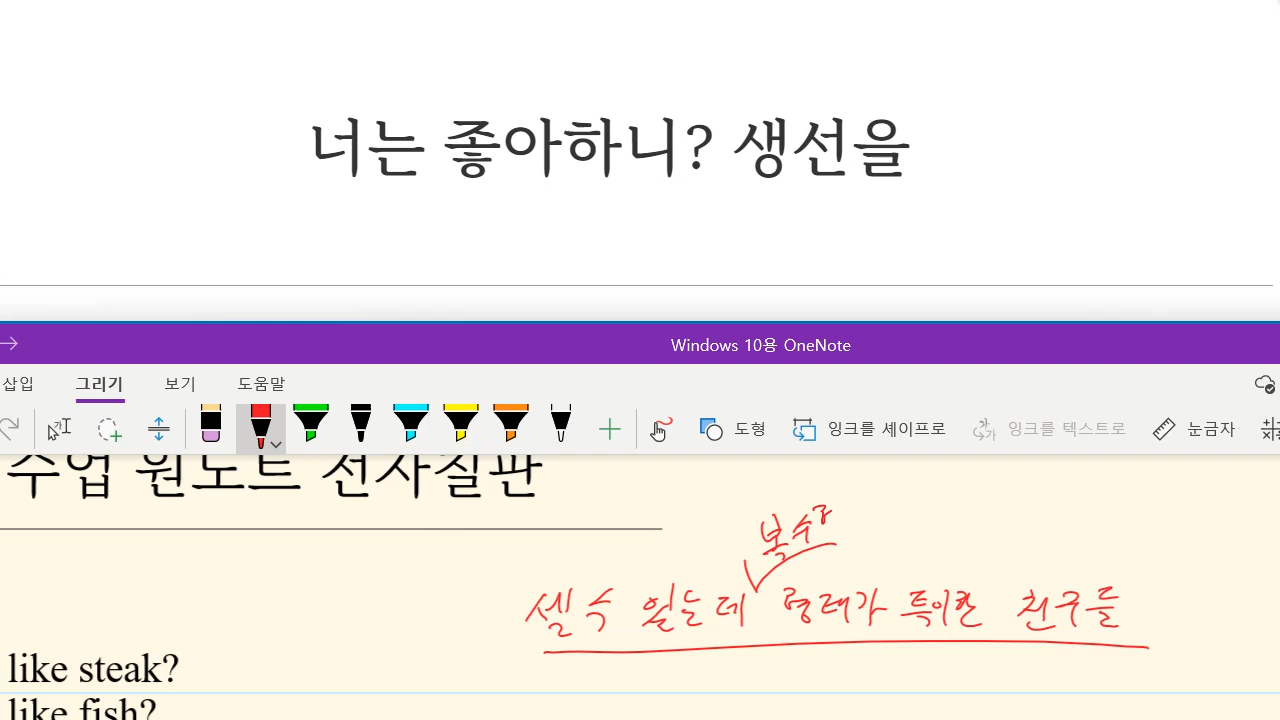 너는 좋아하니? 생선을
Windows 10용 OneNote
삽입 그리기 보기 도움말
도형 잉크를 셰이프로 잉크를 텍스트로 눈금자
수업 원노트 전자칠판
복수
셀 수 있는데 형태가 특이한 친구들
like steak?
like fish?